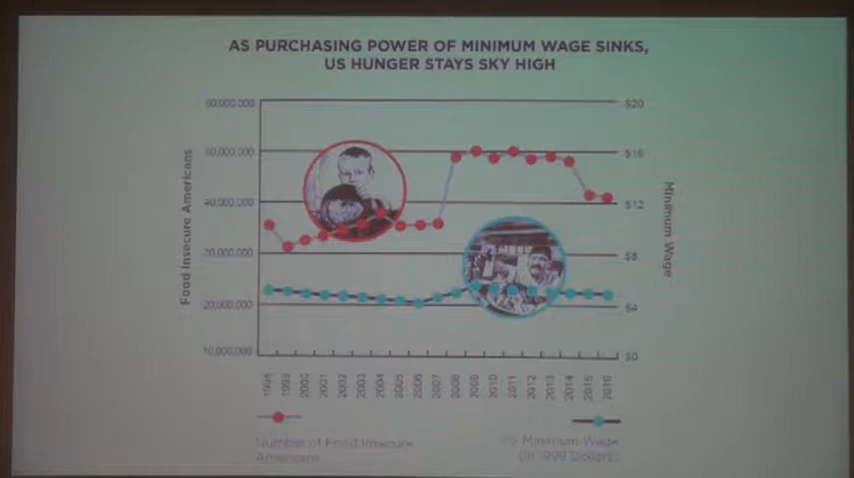 AS PURCHASING POWER OF MINIMUM WAGE SINKS,
US HUNGER STAYS SKY HIGH
60,000,000
50,000,000
40,000,000
30,000,000
20,000,000
10,000,000
Food Insecure Americans
$20
$16
$12
$8
$4
$0
Minimum Wage
1998 1999 2000 2001 2002 2003 2004 2005 2006 2007 2008 2009 2010 2011 2012 2013 2014 2015 2016
Number of Food Insecure
Americans
US Minimum Wage
(in 1998 Dollars)